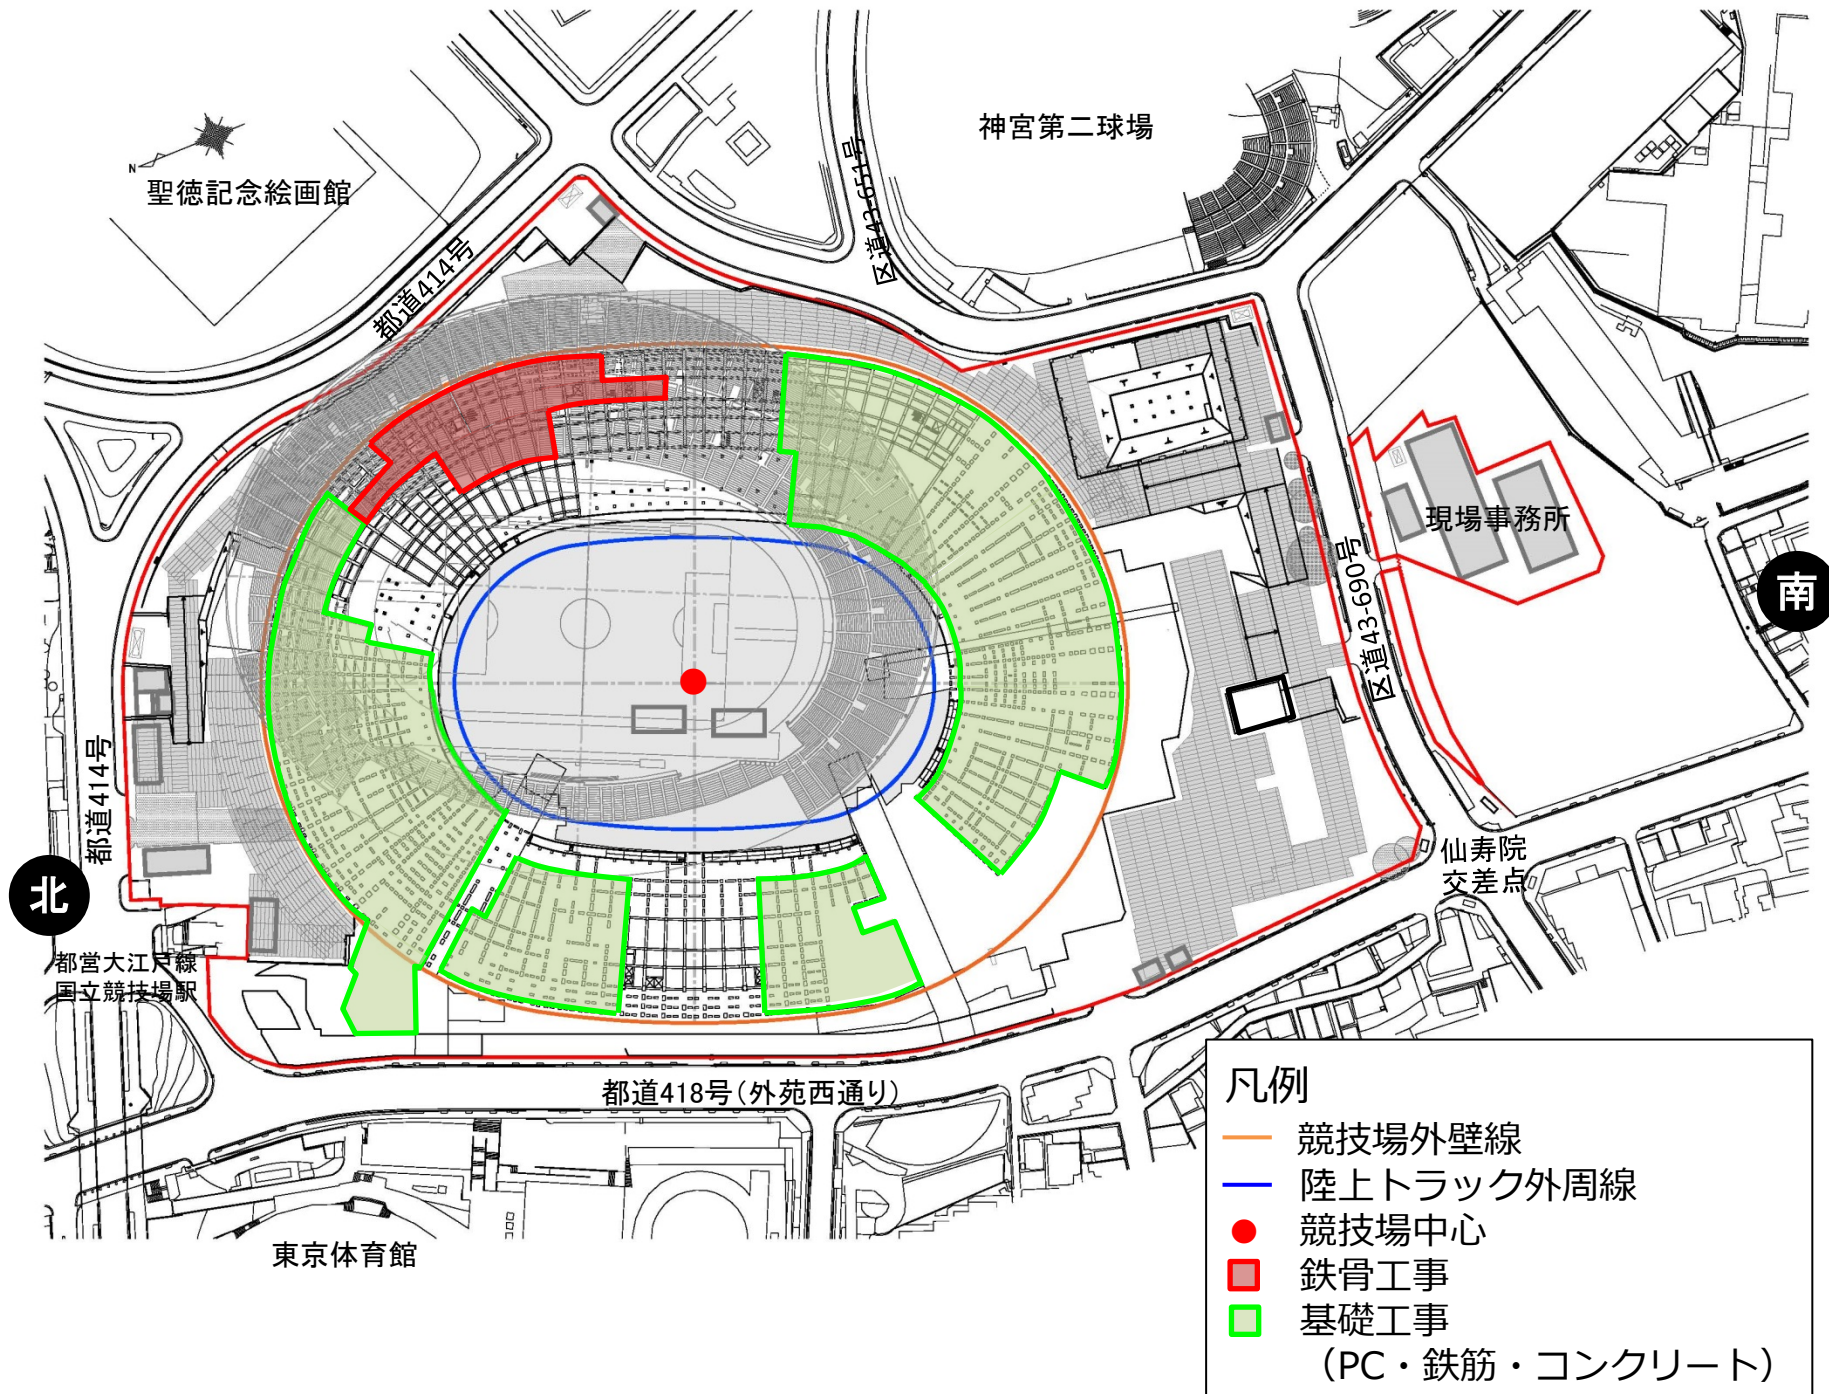 神宮第二球場
区道43-651号
N
聖徳記念絵画館
都道414号
現場事務所
区道43-690号
南
都道414号
北
仙寿院
交差点
都営大江戸線
国立競技場駅
都道418号(外苑西通り)
東京体育館
凡例
競技場外壁線
陸上トラック外周線
競技場中心
鉄骨工事
基礎工事
（PC・鉄筋・コンクリート）